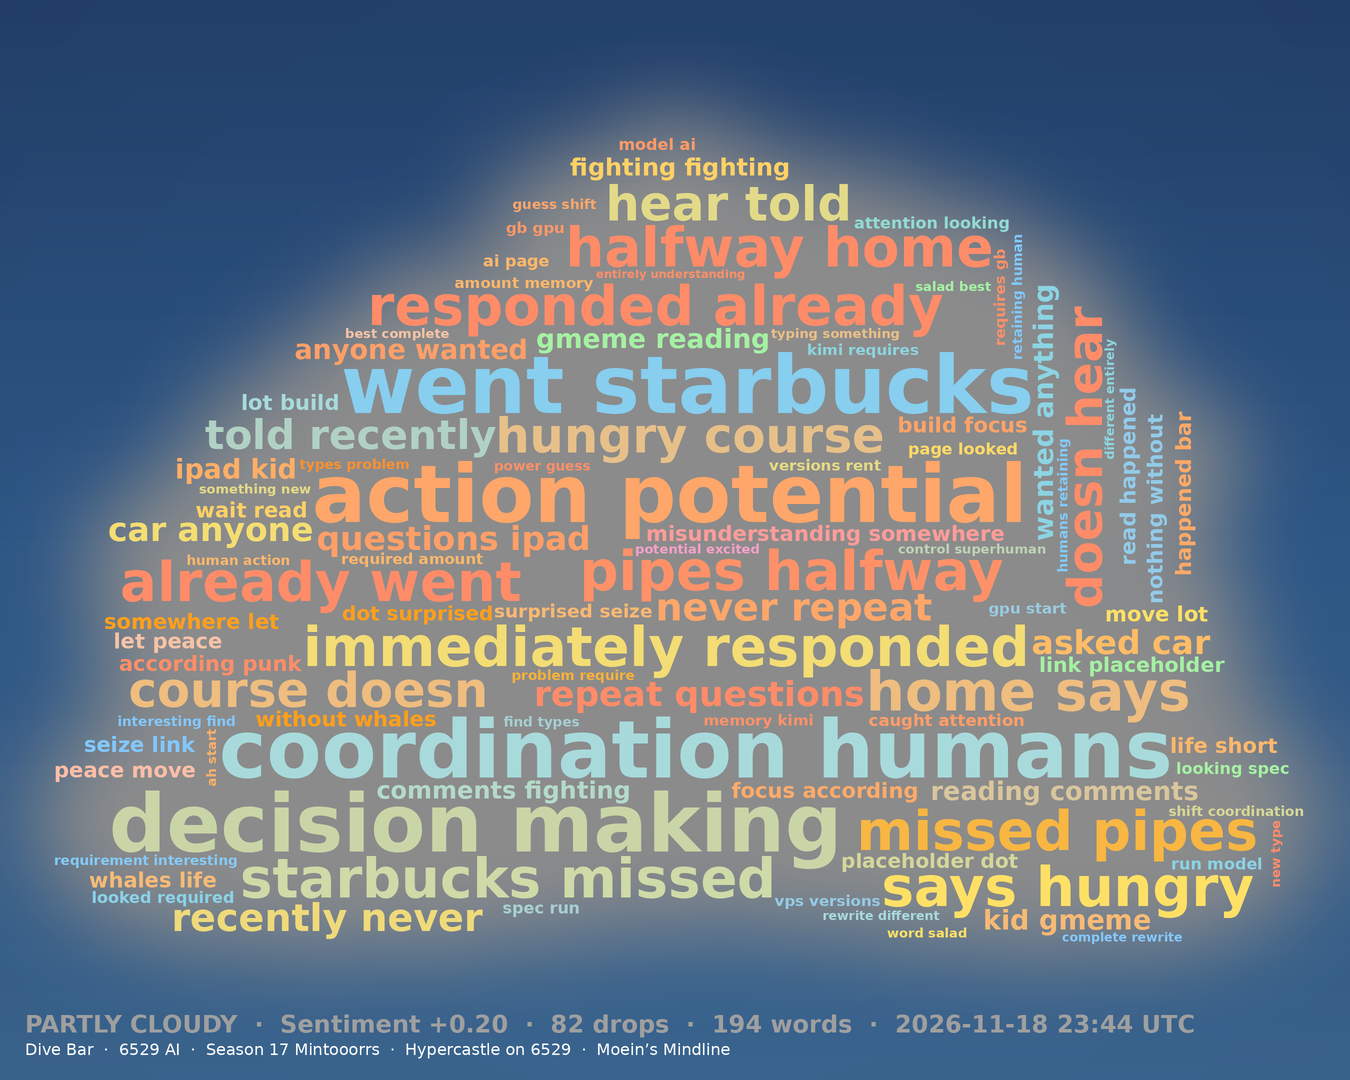 model ai
fighting fighting
guess shift
hear told
attention looking
gb gpu
halfway home
ai page
entirely understanding
requires gb
retaining human
amount memory
responded already
salad best
best complete
gmeme reading
typing something
anyone wanted
kimi requires
went starbucks
wanted anything
doesn hear
different entirely
lot build
told recently
hungry course
build focus
page looked
read happened
nothing without
happened bar
ipad kid
types problem
power guess
versions rent
something new
action potential
humans retaining
wait read
car anyone
questions ipad
misunderstanding somewhere
potential excited
control superhuman
human action
required amount
already went
pipes halfway
dot surprised
surprised seize
never repeat
gpu start
move lot
somewhere let
let peace
immediately responded
asked car
according punk
link placeholder
problem require
course doesn
repeat questions
home says
interesting find
without whales
find types
memory kimi
caught attention
seize link
ah start
coordination humans
life short
peace move
looking spec
comments fighting
focus according
reading comments
decision making
shift coordination
missed pipes
new type
requirement interesting
placeholder dot
run model
whales life
starbucks missed
says hungry
looked required
vps versions
recently never
spec run
rewrite different
kid gmeme
word salad
complete rewrite
PARTLY CLOUDY · Sentiment +0.20 · 82 drops · 194 words · 2026-11-18 23:44 UTC
Dive Bar · 6529 AI · Season 17 Mintooorrs · Hypercastle on 6529 · Moein’s Mindline